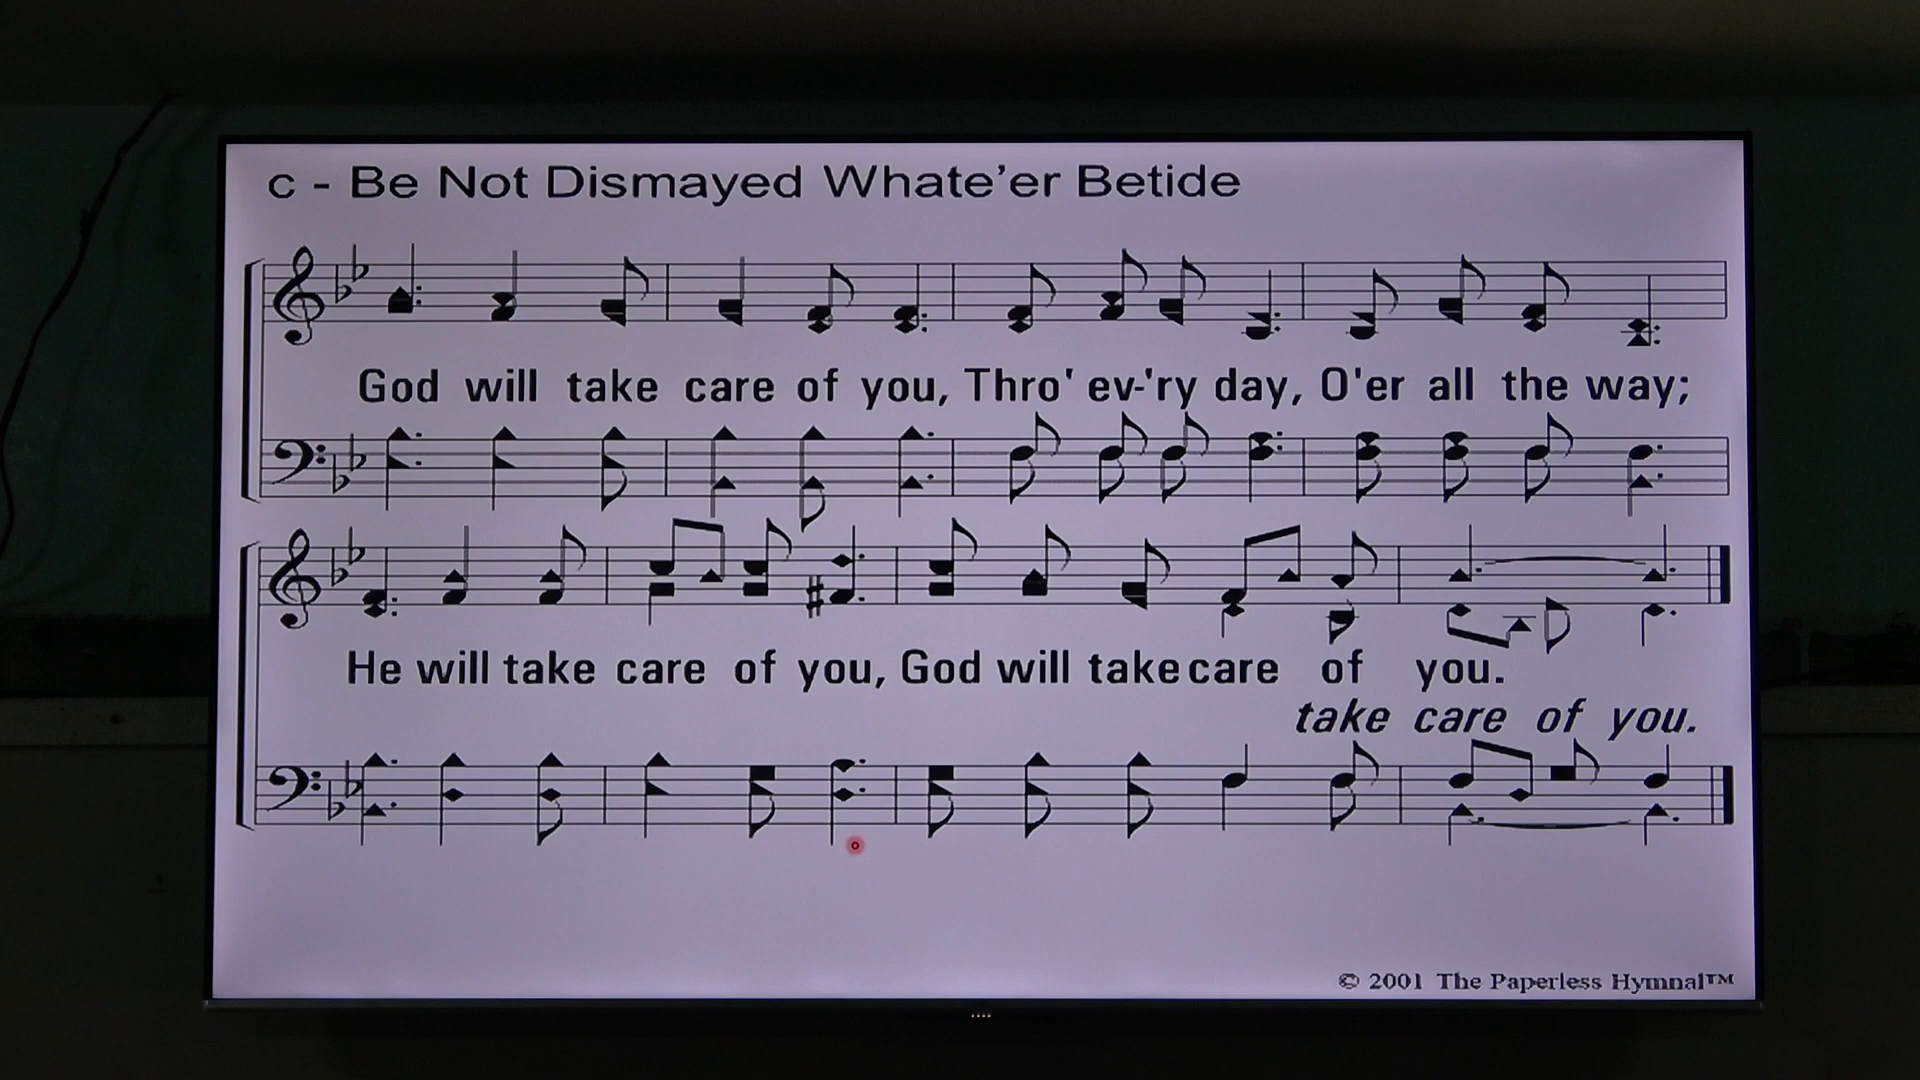 c - Be Not Dismayed Whate'er Betide
God will take care of you, Thro' ev-'ry day, O'er all the way;
He will take care of you, God will take care of you.
take care of you.
© 2001 The Paperless Hymnal™